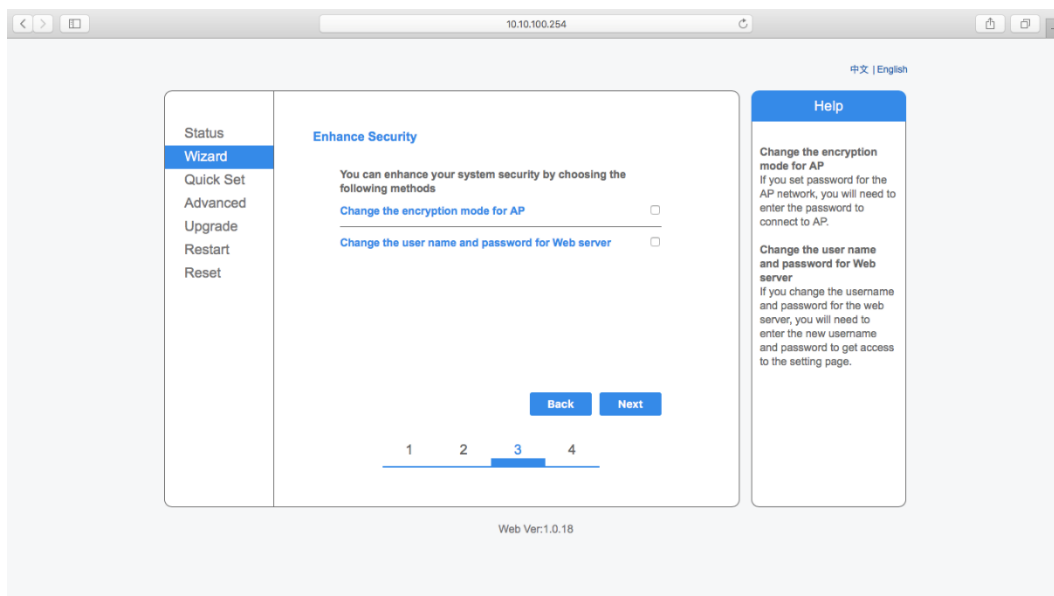 10.10.100.254
中文 | English
Status
Wizard
Quick Set
Advanced
Upgrade
Restart
Reset
Enhance Security
You can enhance your system security by choosing the
following methods
Change the encryption mode for AP
Change the user name and password for Web server
Back Next
1 2 3 4
Help
Change the encryption
mode for AP
If you set password for the
AP network, you will need to
enter the password to
connect to AP.
Change the user name
and password for Web
server
If you change the username
and password for the web
server, you will need to
enter the new username
and password to get access
to the setting page.
Web Ver:1.0.18